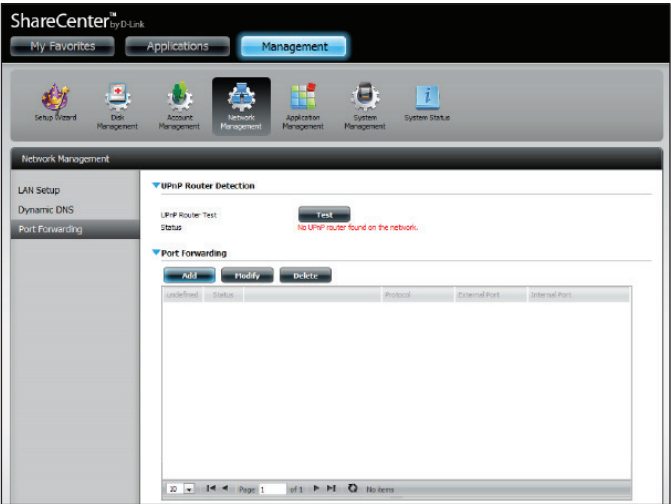 ShareCenter™ by D-Link
My Favorites Applications Management
Setup Wizard Disk Management Account Management Network Management Application Management System Management System Status
Network Management
LAN Setup
Dynamic DNS
Port Forwarding
UPnP Router Detection
UPnP Router Test Test
Status No UPnP router found on the network.
Port Forwarding
Add Modify Delete
undefined Status Protocol External Port Internal Port
10 Page 1 of 1 No items